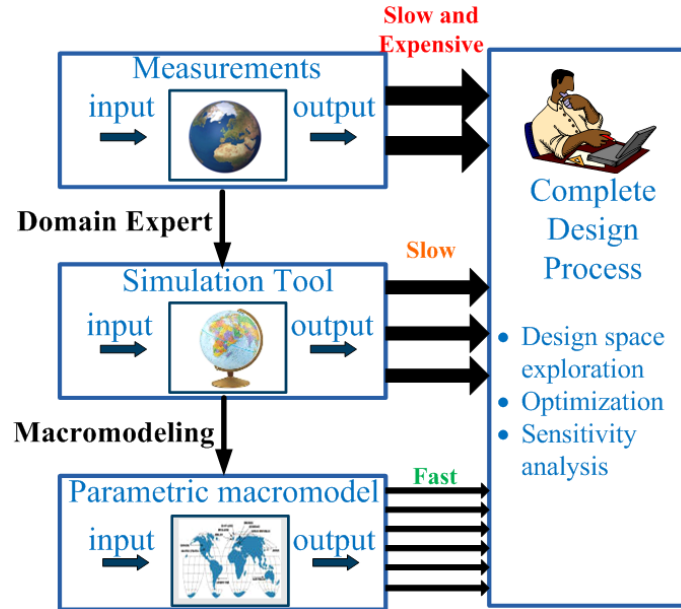 Slow and
Expensive
Measurements
input
output
Domain Expert
Simulation Tool
input
output
Slow
Macromodeling
Parametric macromodel
input
output
Fast
Complete
Design
Process
• Design space
exploration
• Optimization
• Sensitivity
analysis